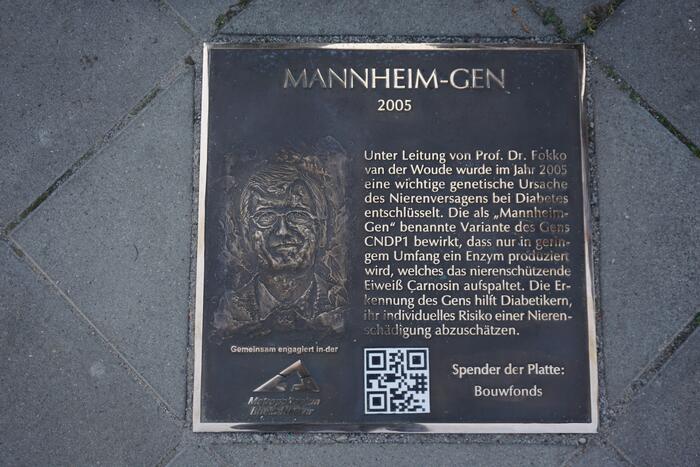 MANNHEIM-GEN
2005
Unter Leitung von Prof. Dr. Fokko
van der Woude wurde im Jahr 2005
eine wichtige genetische Ursache
des Nierenversagens bei Diabetes
entschlüsselt. Die als „Mannheim-
Gen“ benannte Variante des Gens
CNDP1 bewirkt, dass nur in gerin-
gem Umfang ein Enzym produziert
wird, welches das nierenschützende
Eiweiß Carnosin aufspaltet. Die Er-
kennung des Gens hilft Diabetikern,
ihr individuelles Risiko einer Nieren-
schädigung abzuschätzen.
Gemeinsam engagiert in der
Metropolregion
Rhein-Neckar
Spender der Platte:
Bouwfonds